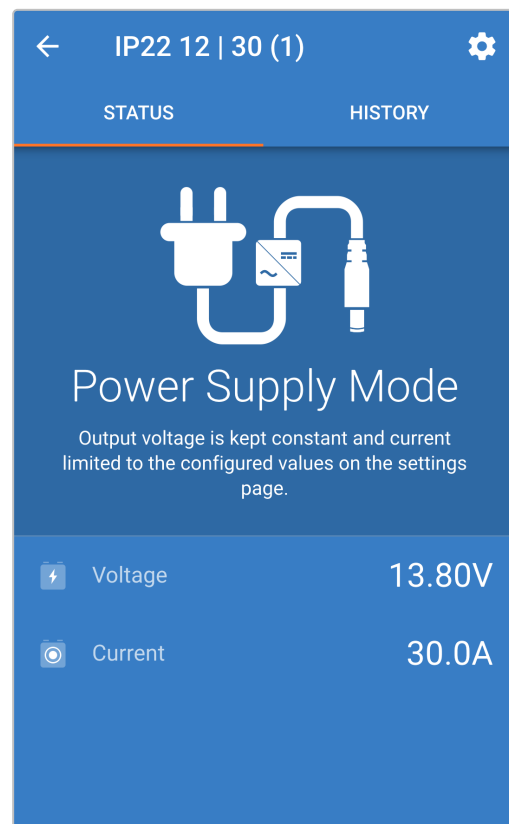 IP22 12 | 30 (1)
STATUS
HISTORY
Power Supply Mode
Output voltage is kept constant and current
limited to the configured values on the settings
page.
Voltage
13.80V
Current
30.0A